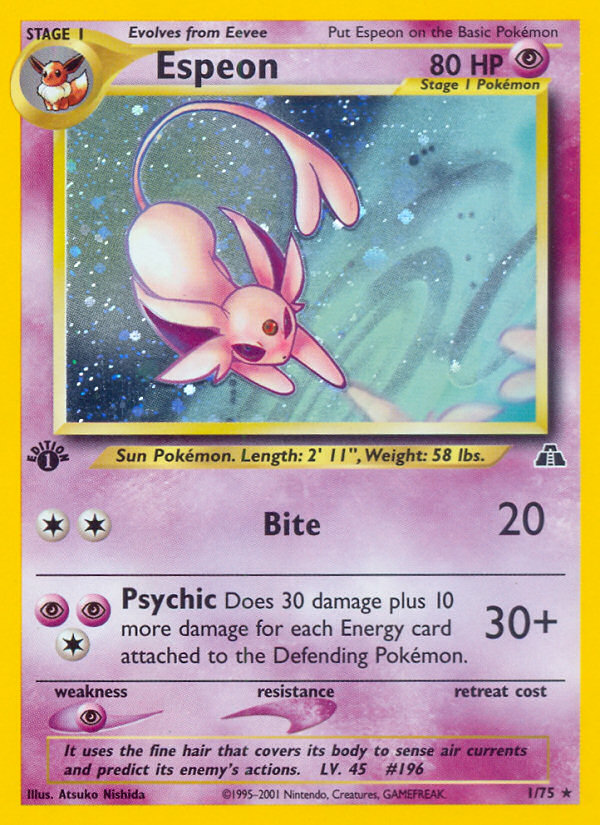 STAGE 1 Evolves from Eevee Put Espeon on the Basic Pokémon
Espeon 80 HP
Stage 1 Pokémon
EDITION
1
Sun Pokémon. Length: 2' 11", Weight: 58 lbs.
Bite 20
Psychic Does 30 damage plus 10
more damage for each Energy card
attached to the Defending Pokémon.
30+
weakness resistance retreat cost
It uses the fine hair that covers its body to sense air currents
and predict its enemy's actions. LV. 45 #196
Illus. Atsuko Nishida ©1995-2001 Nintendo, Creatures, GAMEFREAK. 1/75 ★